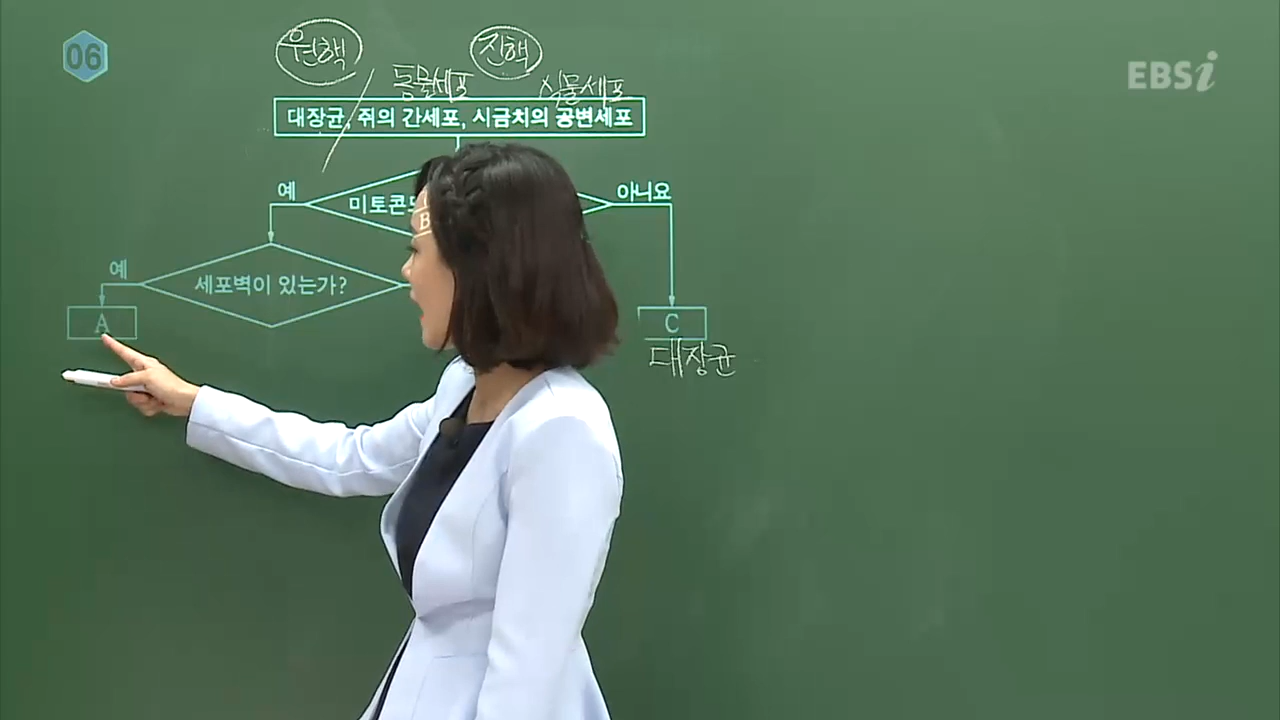 06
EBSi
원핵 진핵
동물세포 식물세포
대장균, 쥐의 간세포, 시금치의 공변세포
예 아니요
미토콘
B
예
세포벽이 있는가?
A C
대장균